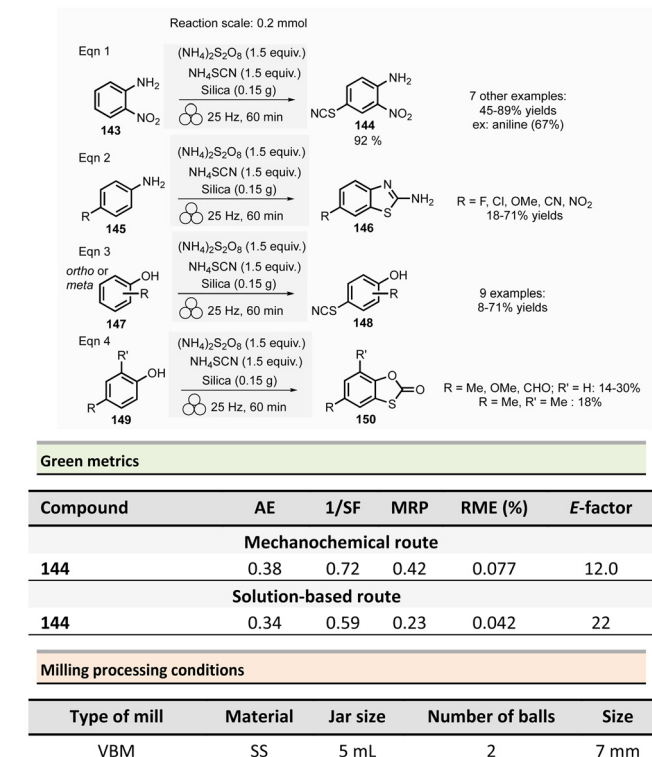 Reaction scale: 0.2 mmol
Eqn 1
(NH4)2S2O8 (1.5 equiv.)
NH4SCN (1.5 equiv.)
Silica (0.15 g)
25 Hz, 60 min
NH2
NO2
143
NH2
NCS
NO2
144
92 %
7 other examples:
45-89% yields
ex: aniline (67%)
Eqn 2
(NH4)2S2O8 (1.5 equiv.)
NH4SCN (1.5 equiv.)
Silica (0.15 g)
25 Hz, 60 min
NH2
R
145
N
NH2
S
R
146
R = F, Cl, OMe, CN, NO2
18-71% yields
Eqn 3
ortho or
meta
(NH4)2S2O8 (1.5 equiv.)
NH4SCN (1.5 equiv.)
Silica (0.15 g)
25 Hz, 60 min
OH
R
147
OH
R
NCS
148
9 examples:
8-71% yields
Eqn 4
(NH4)2S2O8 (1.5 equiv.)
NH4SCN (1.5 equiv.)
Silica (0.15 g)
25 Hz, 60 min
R'
OH
R
149
R'
O
O
S
R
150
R = Me, OMe, CHO; R' = H: 14-30%
R = Me, R' = Me : 18%
Green metrics
Compound AE 1/SF MRP RME (%) E-factor
Mechanochemical route
144 0.38 0.72 0.42 0.077 12.0
Solution-based route
144 0.34 0.59 0.23 0.042 22
Milling processing conditions
Type of mill Material Jar size Number of balls Size
VBM SS 5 mL 2 7 mm